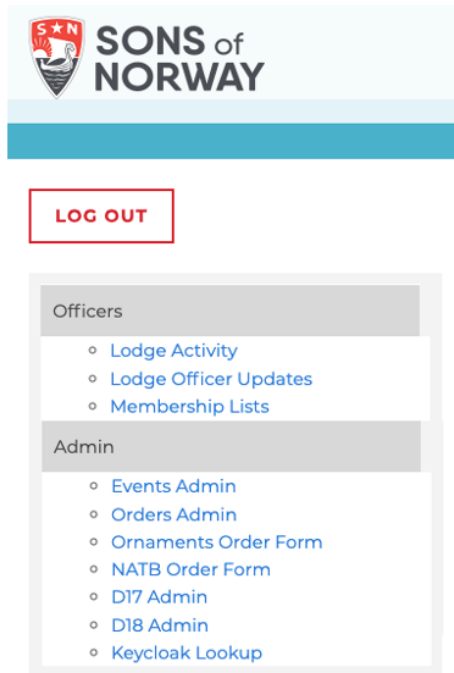 S★N
SONS of
NORWAY
LOG OUT
Officers
Lodge Activity
Lodge Officer Updates
Membership Lists
Admin
Events Admin
Orders Admin
Ornaments Order Form
NATB Order Form
D17 Admin
D18 Admin
Keycloak Lookup